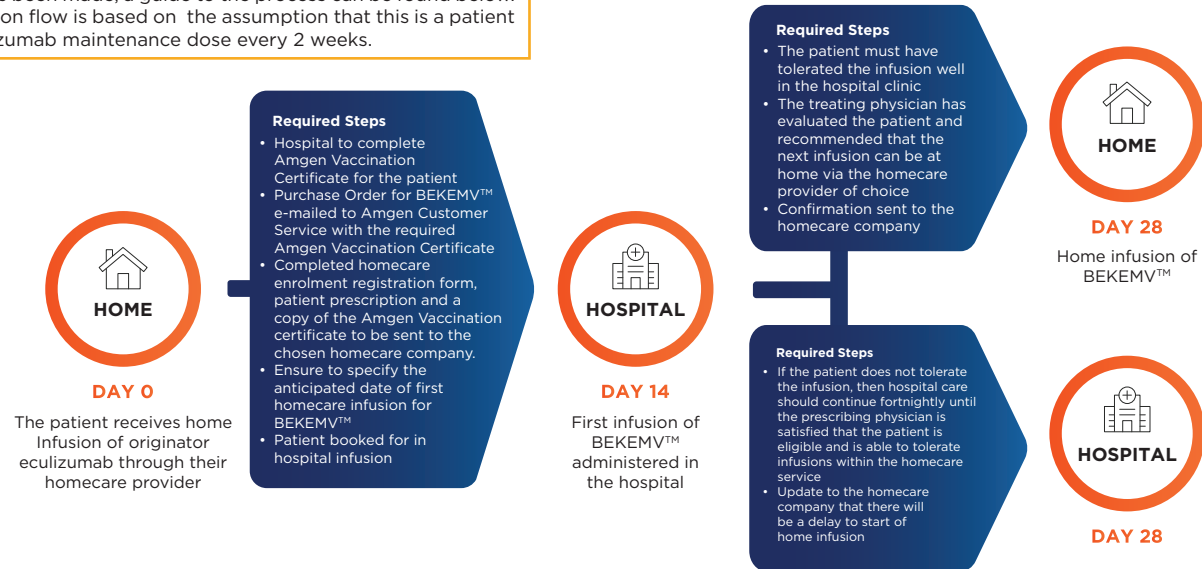 on flow is based on the assumption that this is a patient
zumab maintenance dose every 2 weeks.
HOME
DAY 0
The patient receives home
Infusion of originator
eculizumab through their
homecare provider
Required Steps
• Hospital to complete
Amgen Vaccination
Certificate for the patient
• Purchase Order for BEKEMV™
e-mailed to Amgen Customer
Service with the required
Amgen Vaccination Certificate
• Completed homecare
enrolment registration form,
patient prescription and a
copy of the Amgen Vaccination
certificate to be sent to the
chosen homecare company.
• Ensure to specify the
anticipated date of first
homecare infusion for
BEKEMV™
• Patient booked for in
hospital infusion
HOSPITAL
DAY 14
First infusion of
BEKEMV™
administered in
the hospital
Required Steps
• The patient must have
tolerated the infusion well
in the hospital clinic
• The treating physician has
evaluated the patient and
recommended that the
next infusion can be at
home via the homecare
provider of choice
• Confirmation sent to the
homecare company
HOME
DAY 28
Home infusion of
BEKEMV™
Required Steps
• If the patient does not tolerate
the infusion, then hospital care
should continue fortnightly until
the prescribing physician is
satisfied that the patient is
eligible and is able to tolerate
infusions within the homecare
service
• Update to the homecare
company that there will
be a delay to start of
home infusion
HOSPITAL
DAY 28